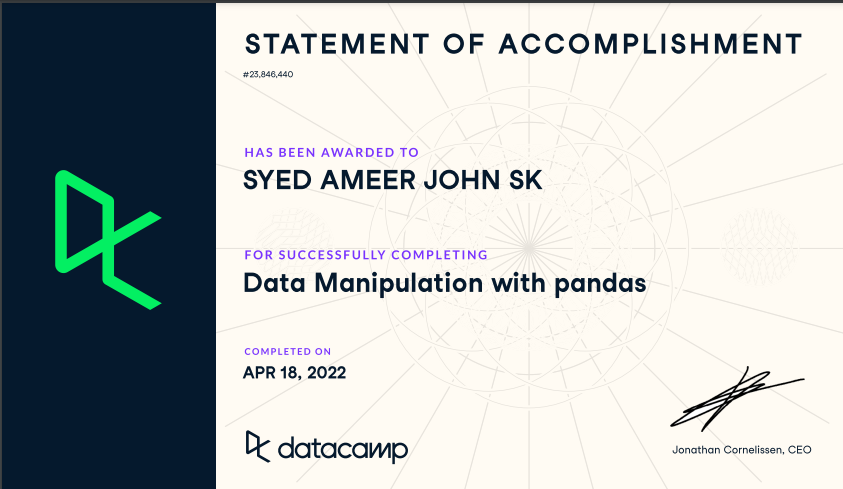 STATEMENT OF ACCOMPLISHMENT
#23,846,440
HAS BEEN AWARDED TO
SYED AMEER JOHN SK
FOR SUCCESSFULLY COMPLETING
Data Manipulation with pandas
COMPLETED ON
APR 18, 2022
datacamp
Jonathan Cornelissen, CEO